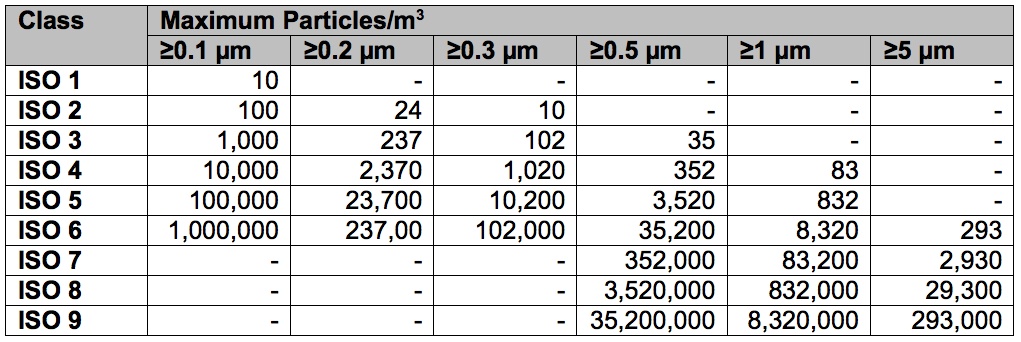 Class Maximum Particles/m³
≥0.1 µm ≥0.2 µm ≥0.3 µm ≥0.5 µm ≥1 µm ≥5 µm
ISO 1 10 - - - - -
ISO 2 100 24 10 - - -
ISO 3 1,000 237 102 35 - -
ISO 4 10,000 2,370 1,020 352 83 -
ISO 5 100,000 23,700 10,200 3,520 832 -
ISO 6 1,000,000 237,00 102,000 35,200 8,320 293
ISO 7 - - - 352,000 83,200 2,930
ISO 8 - - - 3,520,000 832,000 29,300
ISO 9 - - - 35,200,000 8,320,000 293,000